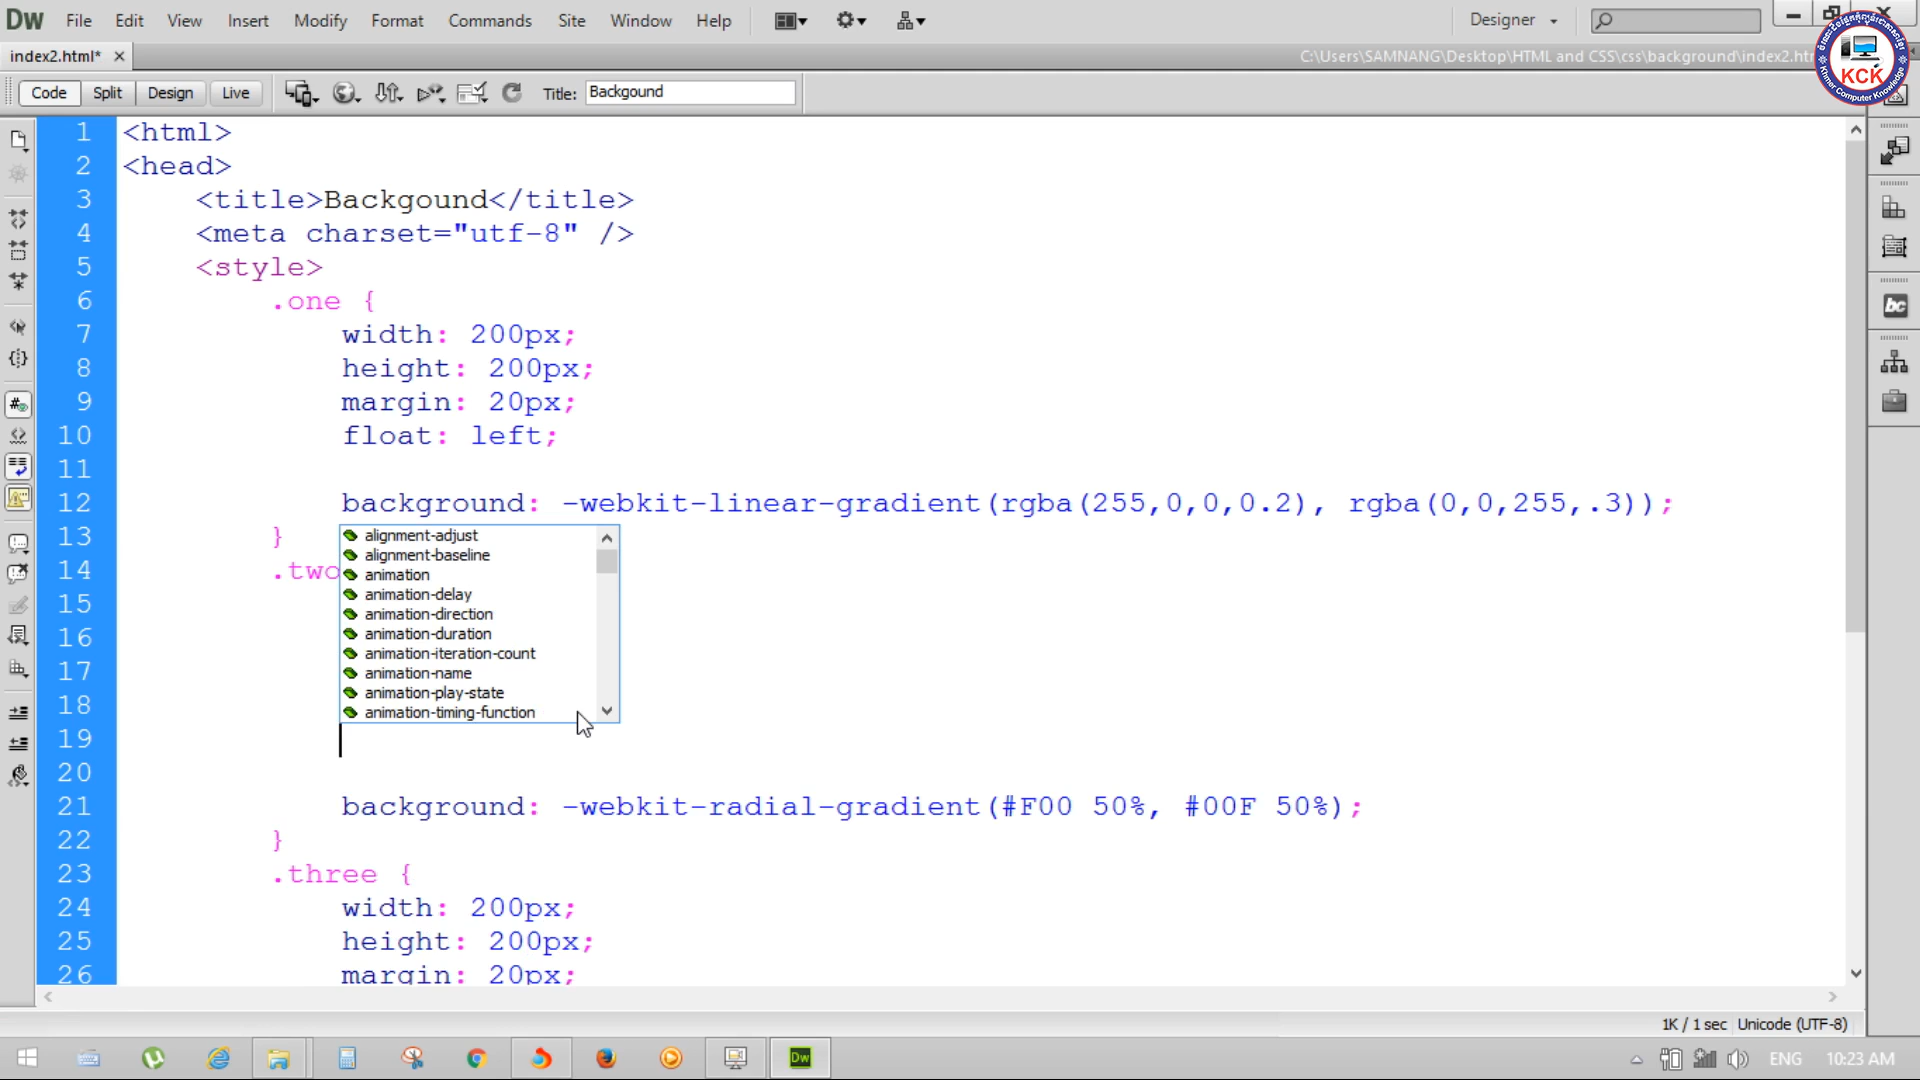 Dw File Edit View Insert Modify Format Commands Site Window Help Designer
index2.html* C:\Users\SAMNANG\Desktop\HTML and CSS\css\background\index2.htm
Code Split Design Live Title: Backgound
KCK
Khmer Computer Knowledge
1 <html>
2 <head>
3 <title>Backgound</title>
4 <meta charset="utf-8" />
5 <style>
6 .one {
7 width: 200px;
8 height: 200px;
9 margin: 20px;
10 float: left;
11
12 background: -webkit-linear-gradient(rgba(255,0,0,0.2), rgba(0,0,255,.3));
13 }
14 .two
15
16
17
18
19
20
alignment-adjust
alignment-baseline
animation
animation-delay
animation-direction
animation-duration
animation-iteration-count
animation-name
animation-play-state
animation-timing-function
21 background: -webkit-radial-gradient(#F00 50%, #00F 50%);
22 }
23 .three {
24 width: 200px;
25 height: 200px;
26 margin: 20px;
1K / 1 sec Unicode (UTF-8)
Dw ENG 10:23 AM